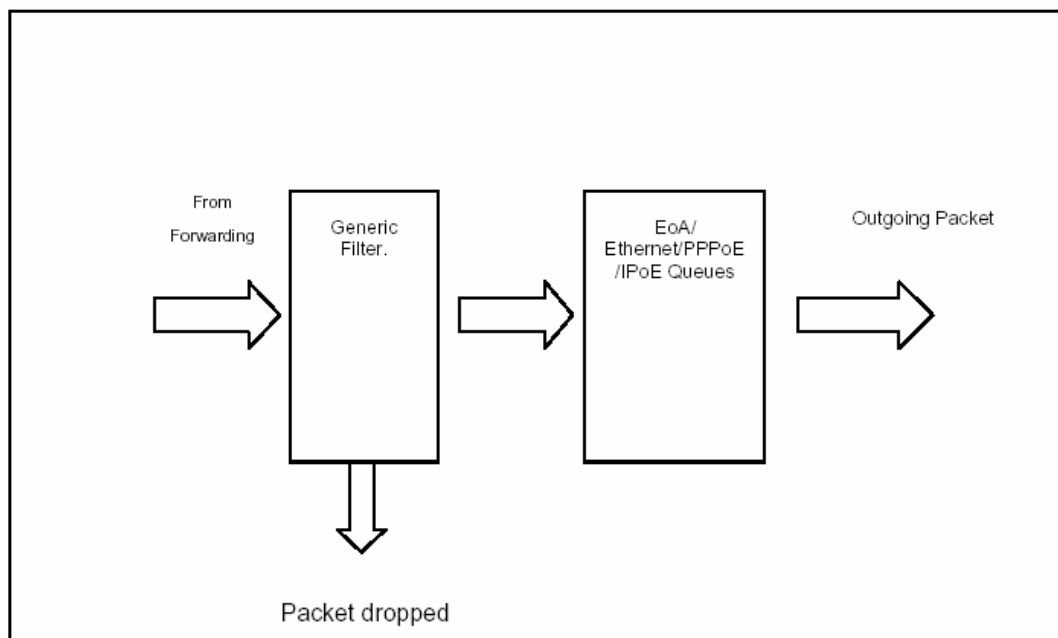 From
Forwarding
Generic
Filter.
EoA/
Ethernet/PPPoE
/IPoE Queues
Outgoing Packet
Packet dropped